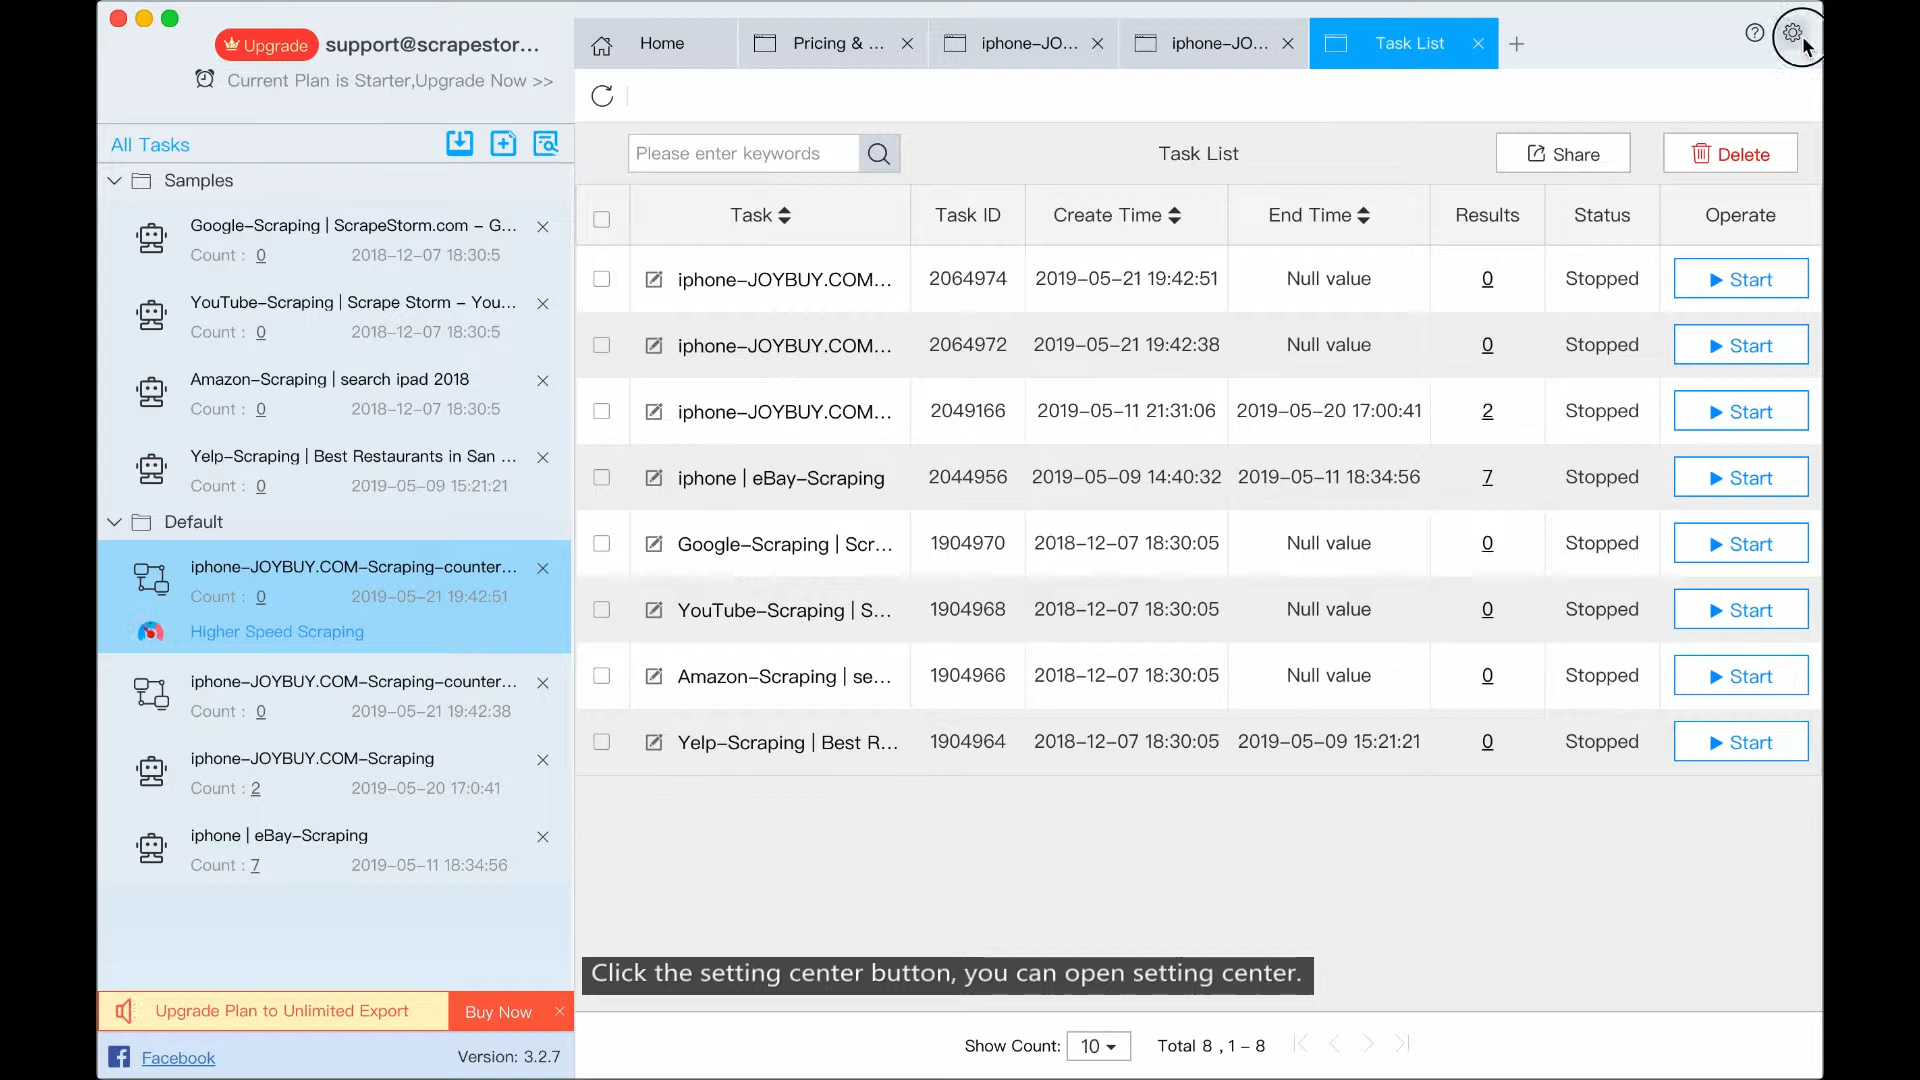 Upgrade support@scrapestor...
Current Plan is Starter,Upgrade Now >>
Home
Pricing & ...
iphone-JO...
iphone-JO...
Task List
All Tasks
Samples
Google-Scraping | ScrapeStorm.com - G...
Count : 0 2018-12-07 18:30:5
YouTube-Scraping | Scrape Storm - You...
Count : 0 2018-12-07 18:30:5
Amazon-Scraping | search ipad 2018
Count : 0 2018-12-07 18:30:5
Yelp-Scraping | Best Restaurants in San ...
Count : 0 2019-05-09 15:21:21
Default
iphone-JOYBUY.COM-Scraping-counter...
Count : 0 2019-05-21 19:42:51
Higher Speed Scraping
iphone-JOYBUY.COM-Scraping-counter...
Count : 0 2019-05-21 19:42:38
iphone-JOYBUY.COM-Scraping
Count : 2 2019-05-20 17:0:41
iphone | eBay-Scraping
Count : 7 2019-05-11 18:34:56
Upgrade Plan to Unlimited Export Buy Now
Facebook Version: 3.2.7
Please enter keywords Task List Share Delete
Task Task ID Create Time End Time Results Status Operate
iphone-JOYBUY.COM... 2064974 2019-05-21 19:42:51 Null value 0 Stopped Start
iphone-JOYBUY.COM... 2064972 2019-05-21 19:42:38 Null value 0 Stopped Start
iphone-JOYBUY.COM... 2049166 2019-05-11 21:31:06 2019-05-20 17:00:41 2 Stopped Start
iphone | eBay-Scraping 2044956 2019-05-09 14:40:32 2019-05-11 18:34:56 7 Stopped Start
Google-Scraping | Scr... 1904970 2018-12-07 18:30:05 Null value 0 Stopped Start
YouTube-Scraping | S... 1904968 2018-12-07 18:30:05 Null value 0 Stopped Start
Amazon-Scraping | se... 1904966 2018-12-07 18:30:05 Null value 0 Stopped Start
Yelp-Scraping | Best R... 1904964 2018-12-07 18:30:05 2019-05-09 15:21:21 0 Stopped Start
Click the setting center button, you can open setting center.
Show Count: 10 Total 8 , 1 - 8